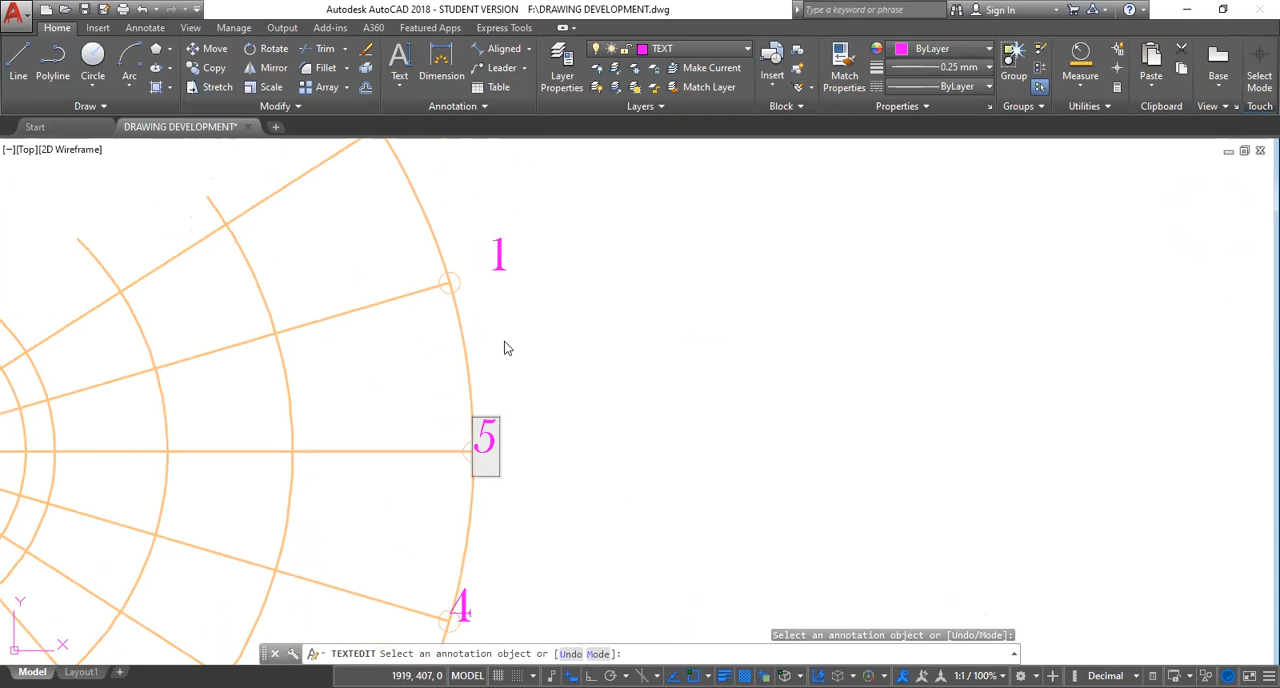 Autodesk AutoCAD 2018 - STUDENT VERSION F:\DRAWING DEVELOPMENT.dwg
Type a keyword or phrase
Sign In
Home Insert Annotate View Manage Output Add-ins A360 Featured Apps Express Tools
Line Polyline Circle Arc
Move Rotate Trim
Copy Mirror Fillet
Stretch Scale Array
Text Dimension
Aligned
Leader
Table
Layer Properties
TEXT
Make Current
Match Layer
Insert
Match Properties
ByLayer
0.25 mm
ByLayer
Group
Measure
Paste
Base
Select Mode
Draw Modify Annotation Layers Block Properties Groups Utilities Clipboard View Touch
Start DRAWING DEVELOPMENT*
[−][Top][2D Wireframe]
1
5
4
Y
X
Select an annotation object or [Undo/Mode]:
TEXTEDIT Select an annotation object or [Undo Mode]:
Model Layout1
1919, 407, 0 MODEL 1:1 / 100% Decimal